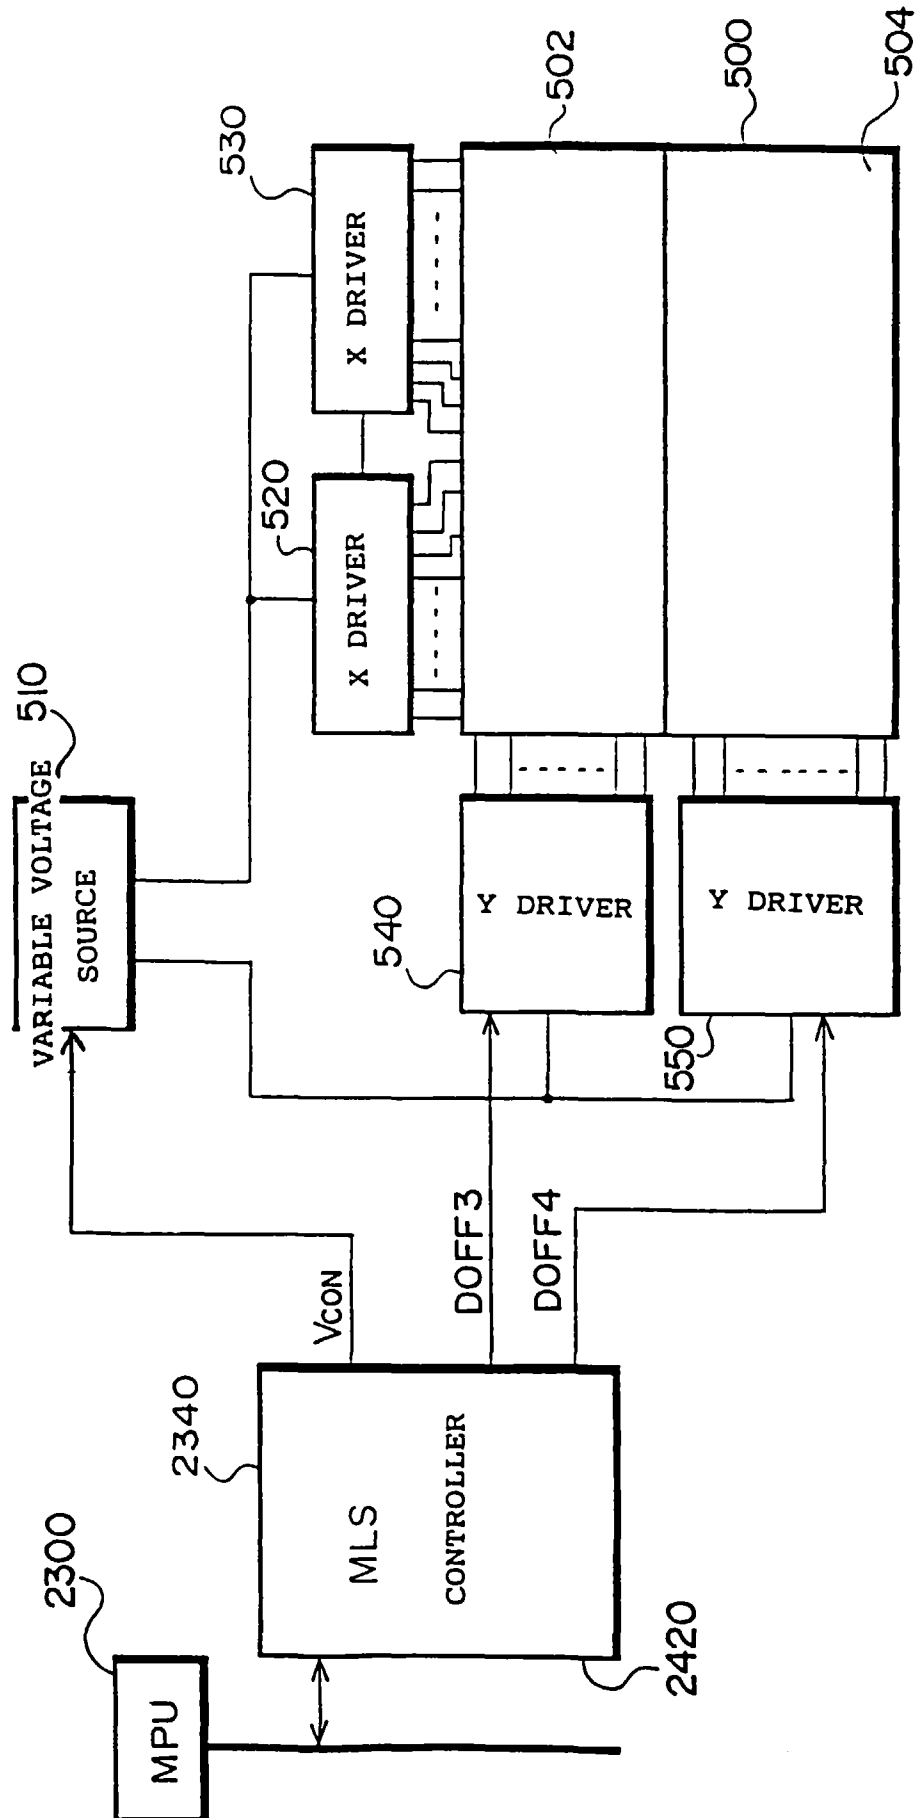 MPU
2300
MLS
CONTROLLER
2340
2420
VCON
DOFF3
DOFF4
VARIABLE VOLTAGE
SOURCE
510
X DRIVER
520
X DRIVER
530
Y DRIVER
540
Y DRIVER
550
502
500
504